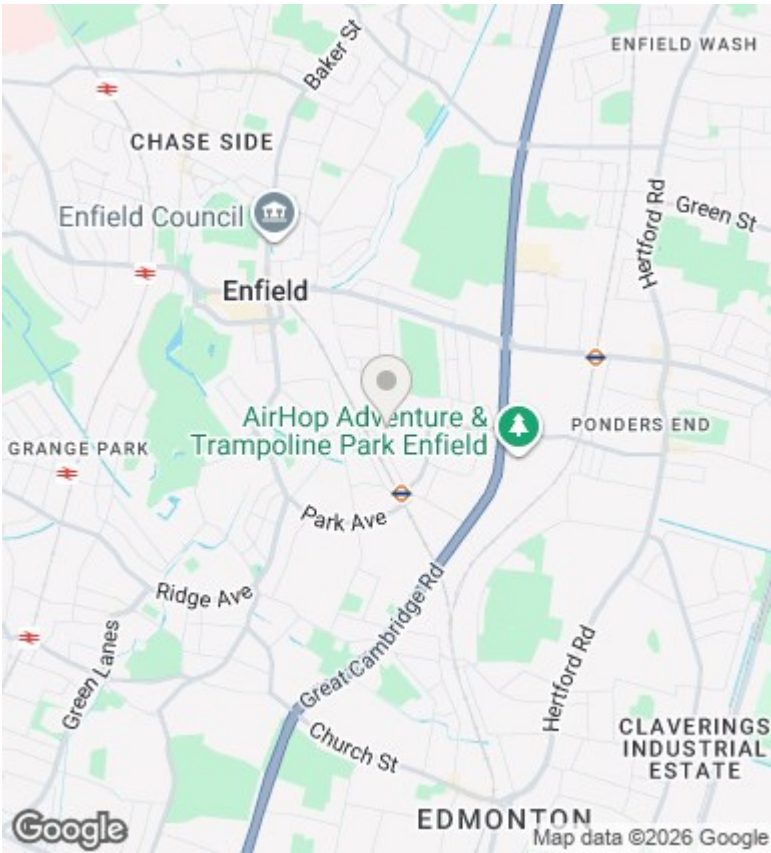 ENFIELD WASH
Baker St
CHASE SIDE
Green St
Enfield Council
Hertford Rd
Enfield
AirHop Adventure &
Trampoline Park Enfield
PONDERS END
GRANGE PARK
Park Ave
Ridge Ave
Great Cambridge Rd
Green Lanes
Hertford Rd
Church St
CLAVERINGS
INDUSTRIAL
ESTATE
EDMONTON
Google
Map data ©2026 Google